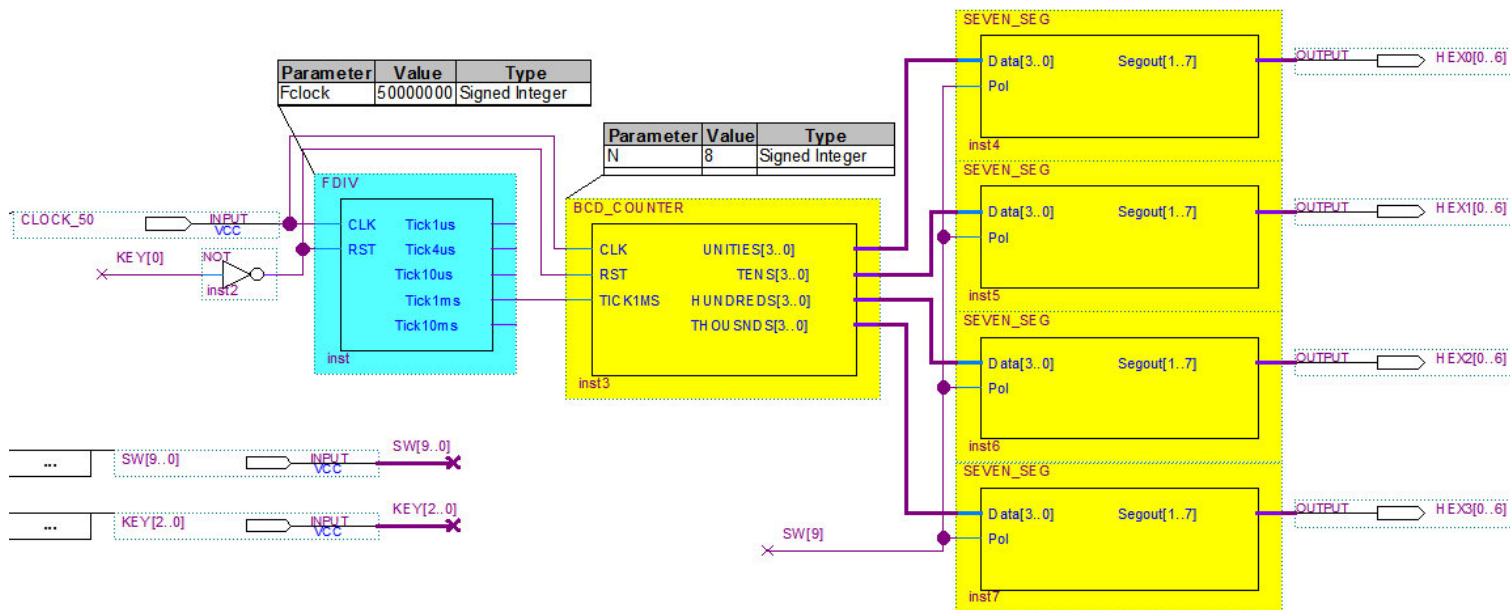 Parameter Value Type
Fclock 50000000 Signed Integer
Parameter Value Type
N 8 Signed Integer
CLOCK_50 INPUT VCC
KEY[0] NOT
inst2
FDIV
CLK Tick1us
RST Tick4us
Tick10us
Tick1ms
Tick10ms
inst
BCD_COUNTER
CLK UNITIES[3..0]
RST TENS[3..0]
TICK1MS HUNDREDS[3..0]
THOUSNDS[3..0]
inst3
SEVEN_SEG
Data[3..0] Segout[1..7]
Pol
inst4
OUTPUT HEX0[0..6]
SEVEN_SEG
Data[3..0] Segout[1..7]
Pol
inst5
OUTPUT HEX1[0..6]
SEVEN_SEG
Data[3..0] Segout[1..7]
Pol
inst6
OUTPUT HEX2[0..6]
SEVEN_SEG
Data[3..0] Segout[1..7]
Pol
inst7
OUTPUT HEX3[0..6]
... SW[9..0] INPUT VCC SW[9..0]
... KEY[2..0] INPUT VCC KEY[2..0]
SW[9]